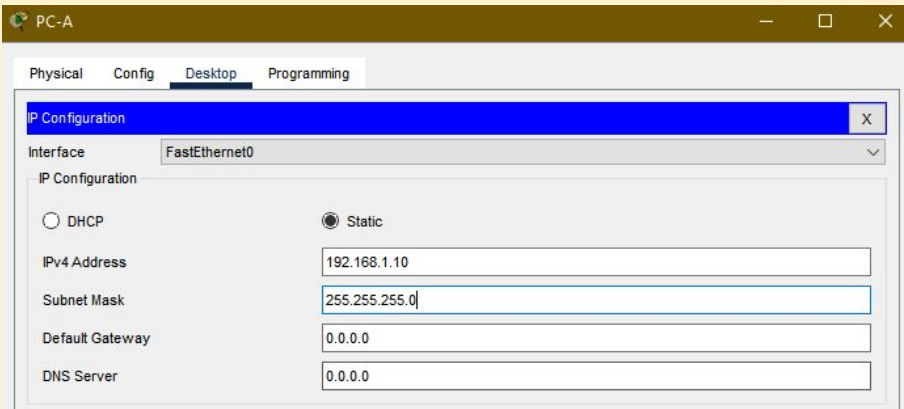 PC-A
Physical Config Desktop Programming
IP Configuration X
Interface FastEthernet0
IP Configuration
DHCP Static
IPv4 Address 192.168.1.10
Subnet Mask 255.255.255.0
Default Gateway 0.0.0.0
DNS Server 0.0.0.0